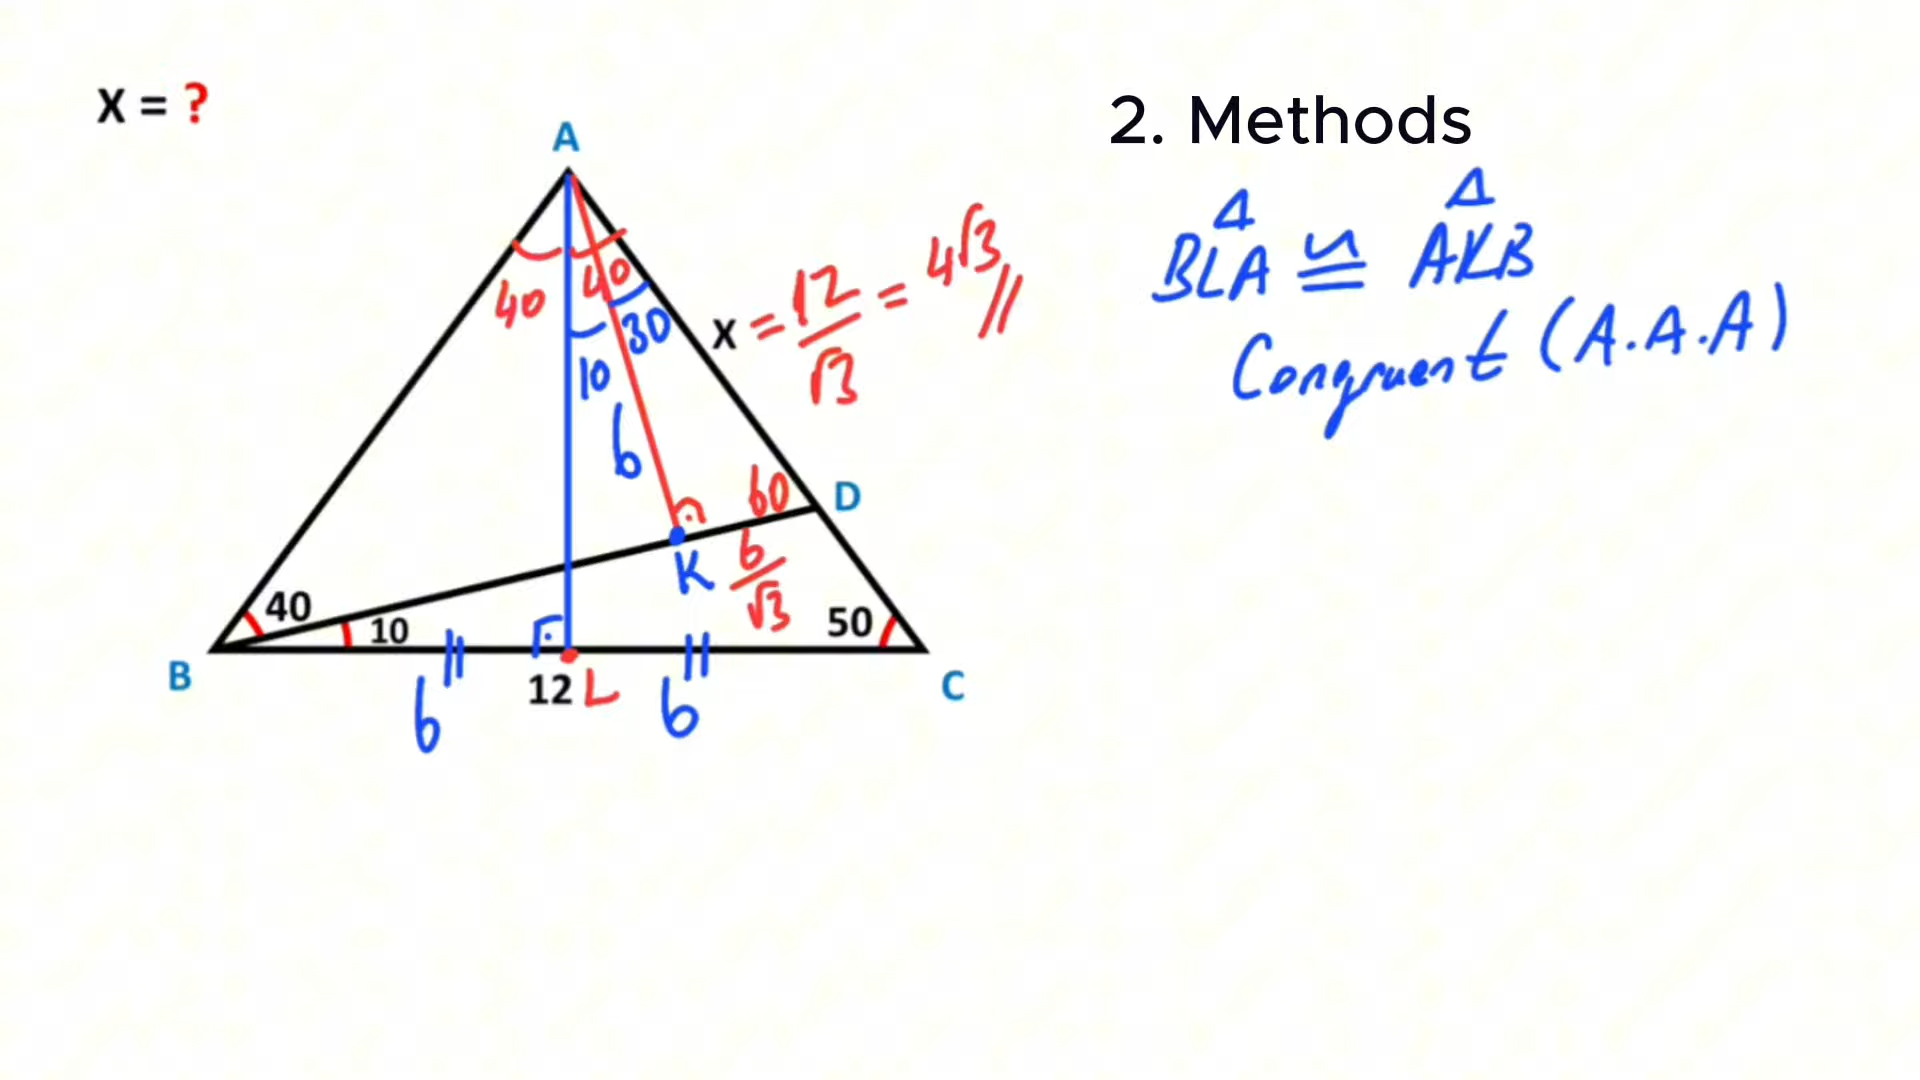 X = ?
2. Methods
A
Δ Δ
BLA ≅ AKB
Congruent (A.A.A)
40 40
30
10
x = 12/√3 = 4√3 //
6
60
D
K
6/√3
40
10
50
B
12 L
C
6 6